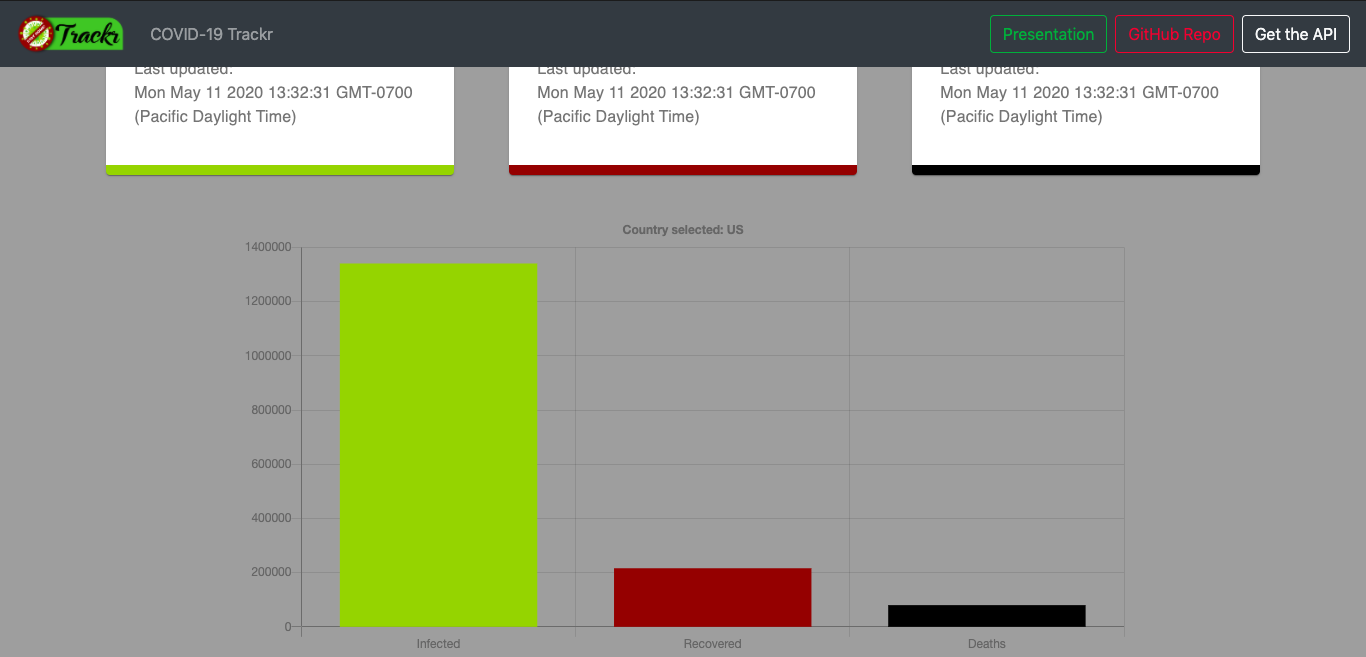 Trackr
COVID-19 Trackr
Presentation
GitHub Repo
Get the API
Last updated:
Mon May 11 2020 13:32:31 GMT-0700
(Pacific Daylight Time)
Last updated:
Mon May 11 2020 13:32:31 GMT-0700
(Pacific Daylight Time)
Last updated:
Mon May 11 2020 13:32:31 GMT-0700
(Pacific Daylight Time)
Country selected: US
1400000
1200000
1000000
800000
600000
400000
200000
0
Infected
Recovered
Deaths